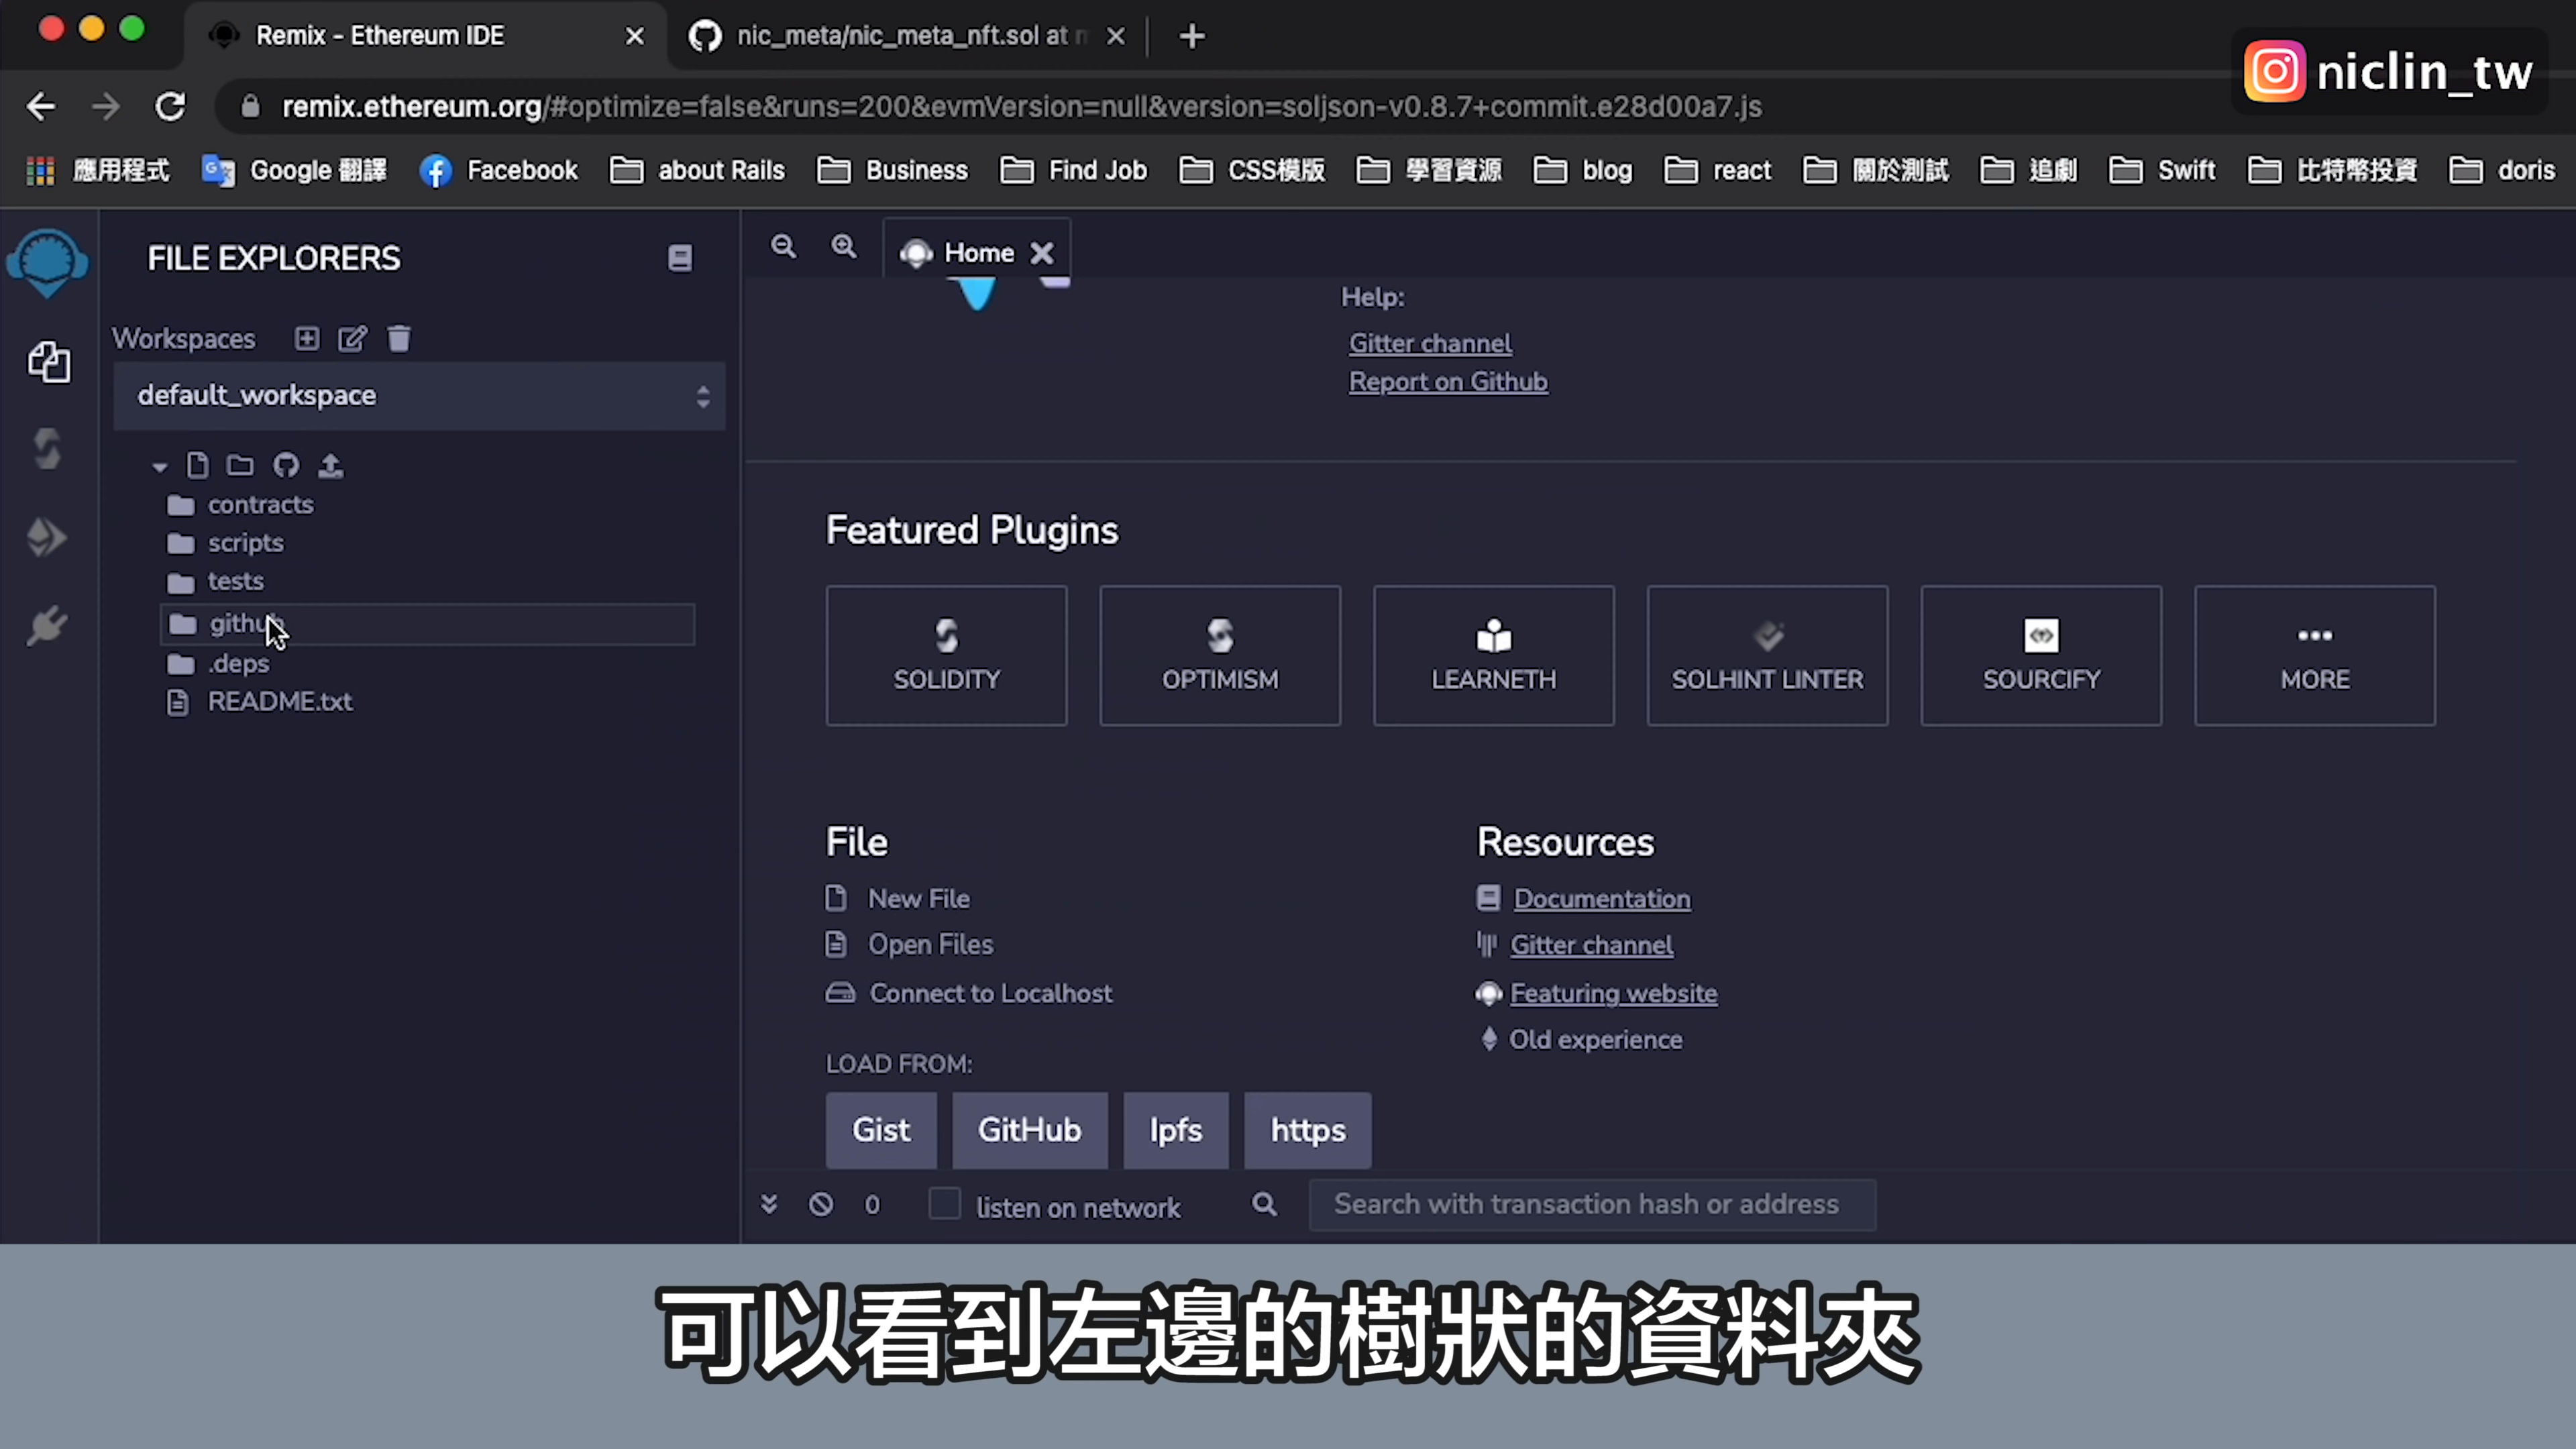 Remix - Ethereum IDE
nic_meta/nic_meta_nft.sol at
niclin_tw
remix.ethereum.org/#optimize=false&runs=200&evmVersion=null&version=soljson-v0.8.7+commit.e28d00a7.js
應用程式 Google 翻譯 Facebook about Rails Business Find Job CSS模版 學習資源 blog react 關於測試 追劇 Swift 比特幣投資 doris
FILE EXPLORERS
Home
Help:
Workspaces
Gitter channel
Report on Github
default_workspace
contracts
scripts
tests
github
.deps
README.txt
Featured Plugins
SOLIDITY OPTIMISM LEARNETH SOLHINT LINTER SOURCIFY MORE
File
New File
Open Files
Connect to Localhost
LOAD FROM:
Gist GitHub Ipfs https
Resources
Documentation
Gitter channel
Featuring website
Old experience
0 listen on network Search with transaction hash or address
可以看到左邊的樹狀的資料夾